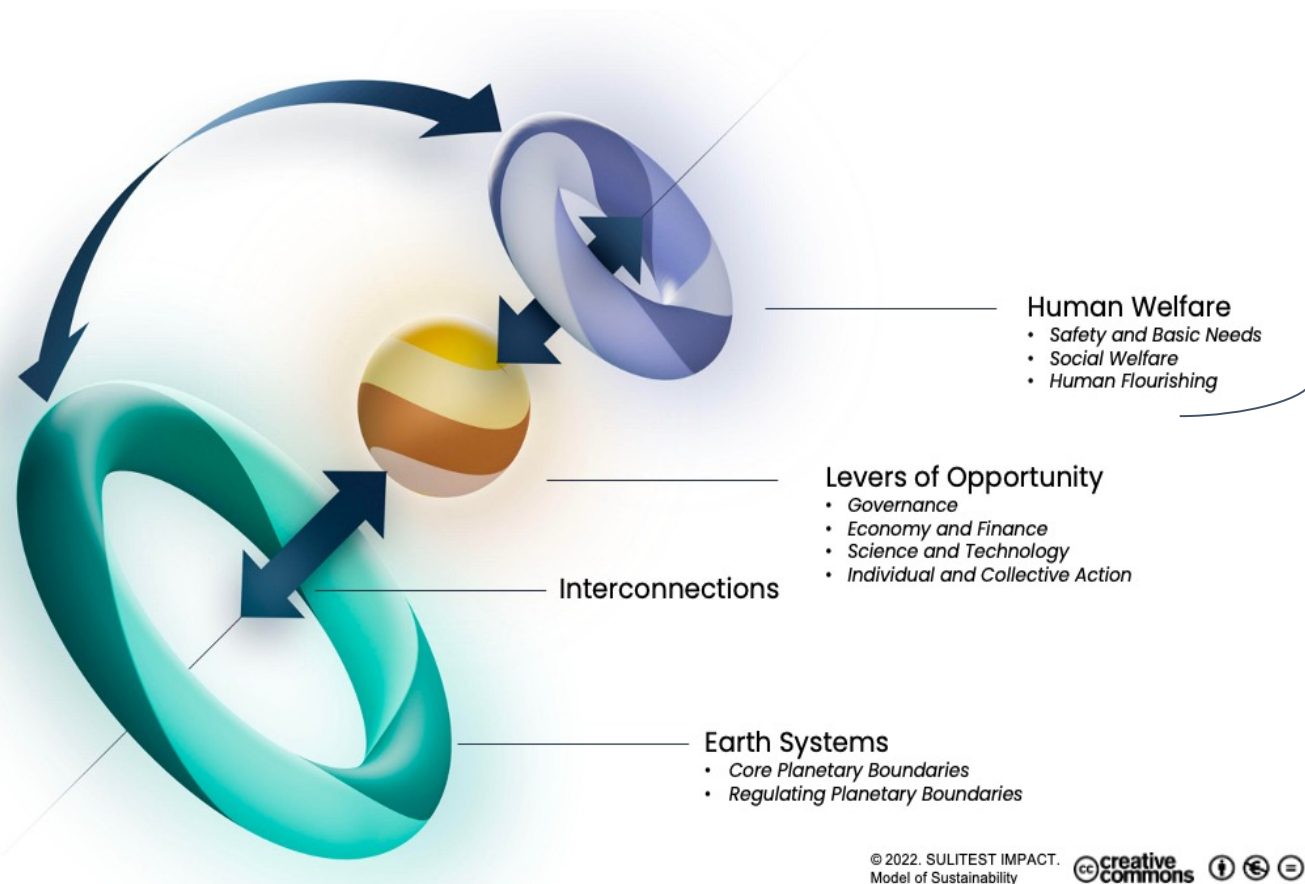 Human Welfare
• Safety and Basic Needs
• Social Welfare
• Human Flourishing
Levers of Opportunity
• Governance
• Economy and Finance
• Science and Technology
• Individual and Collective Action
Interconnections
Earth Systems
• Core Planetary Boundaries
• Regulating Planetary Boundaries
© 2022. SULITEST IMPACT.
Model of Sustainability
cc creative
commons